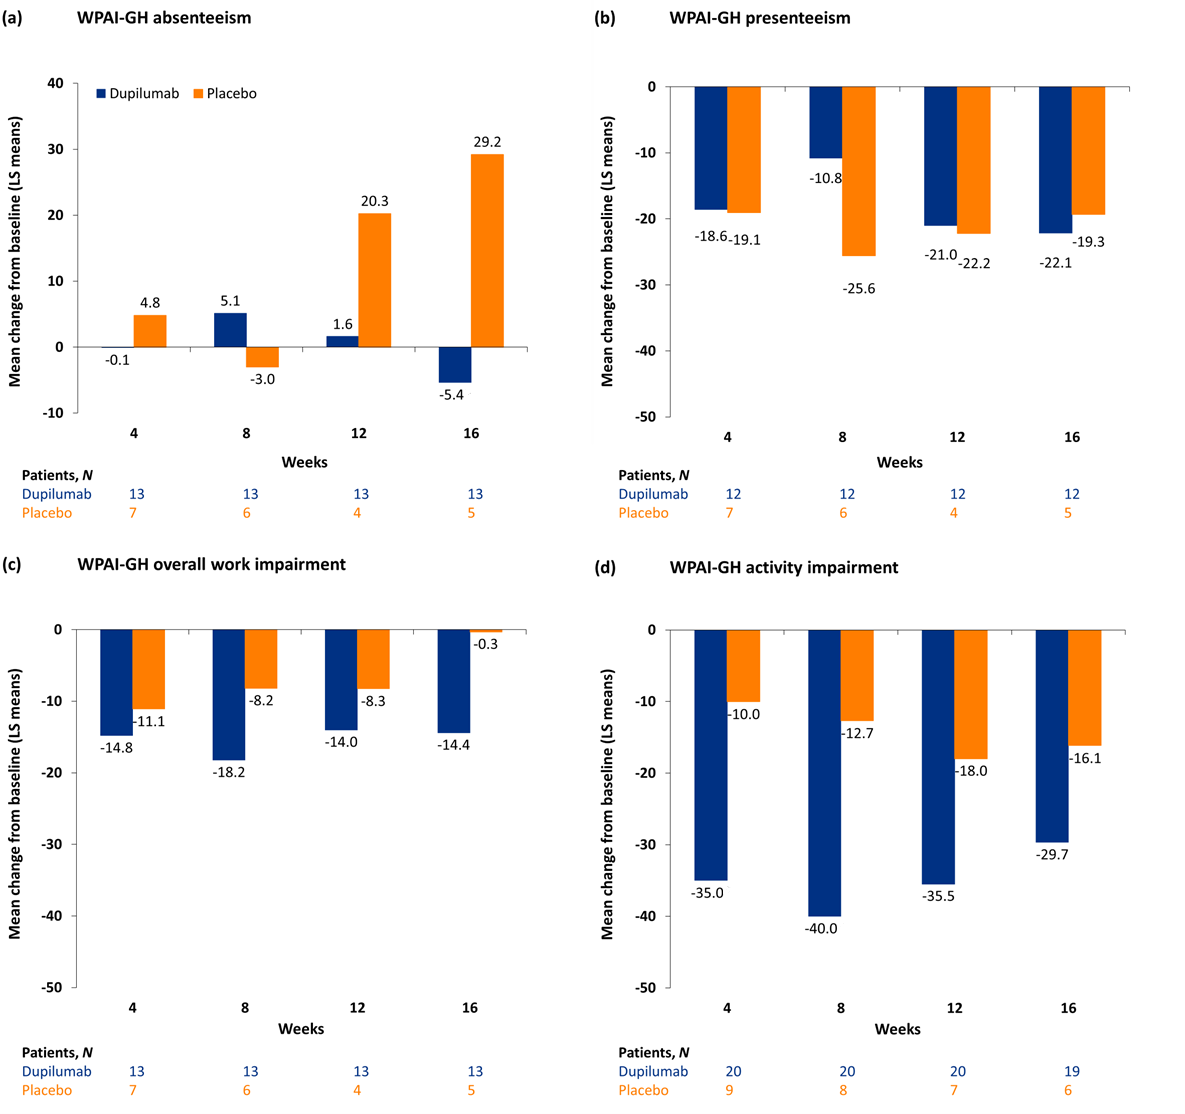 (a) WPAI-GH absenteeism
Mean change from baseline (LS means)
40
30
20
10
0
-10
Dupilumab Placebo
-0.1 4.8 5.1 -3.0 1.6 20.3 -5.4 29.2
4 8 12 16
Weeks
Patients, N
Dupilumab 13 13 13 13
Placebo 7 6 4 5
(b) WPAI-GH presenteeism
Mean change from baseline (LS means)
0
-10
-20
-30
-40
-50
-18.6 -19.1 -10.8 -25.6 -21.0 -22.2 -22.1 -19.3
4 8 12 16
Weeks
Patients, N
Dupilumab 12 12 12 12
Placebo 7 6 4 5
(c) WPAI-GH overall work impairment
Mean change from baseline (LS means)
0
-10
-20
-30
-40
-50
-14.8 -11.1 -18.2 -8.2 -14.0 -8.3 -14.4 -0.3
4 8 12 16
Weeks
Patients, N
Dupilumab 13 13 13 13
Placebo 7 6 4 5
(d) WPAI-GH activity impairment
Mean change from baseline (LS means)
0
-10
-20
-30
-40
-50
-35.0 -10.0 -40.0 -12.7 -35.5 -18.0 -29.7 -16.1
4 8 12 16
Weeks
Patients, N
Dupilumab 20 20 20 19
Placebo 9 8 7 6